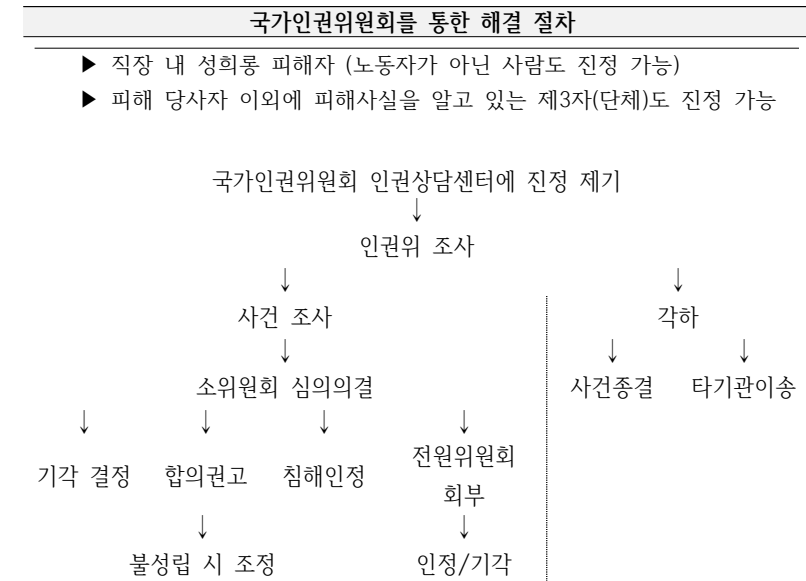 국가인권위원회를 통한 해결 절차
▶ 직장 내 성희롱 피해자 (노동자가 아닌 사람도 진정 가능)
▶ 피해 당사자 이외에 피해사실을 알고 있는 제3자(단체)도 진정 가능
국가인권위원회 인권상담센터에 진정 제기
↓
인권위 조사
↓ ↓
사건 조사 각하
↓ ↓ ↓
소위원회 심의의결 사건종결 타기관이송
↓ ↓ ↓ ↓
기각 결정 합의권고 침해인정 전원위원회
회부
↓ ↓
불성립 시 조정 인정/기각